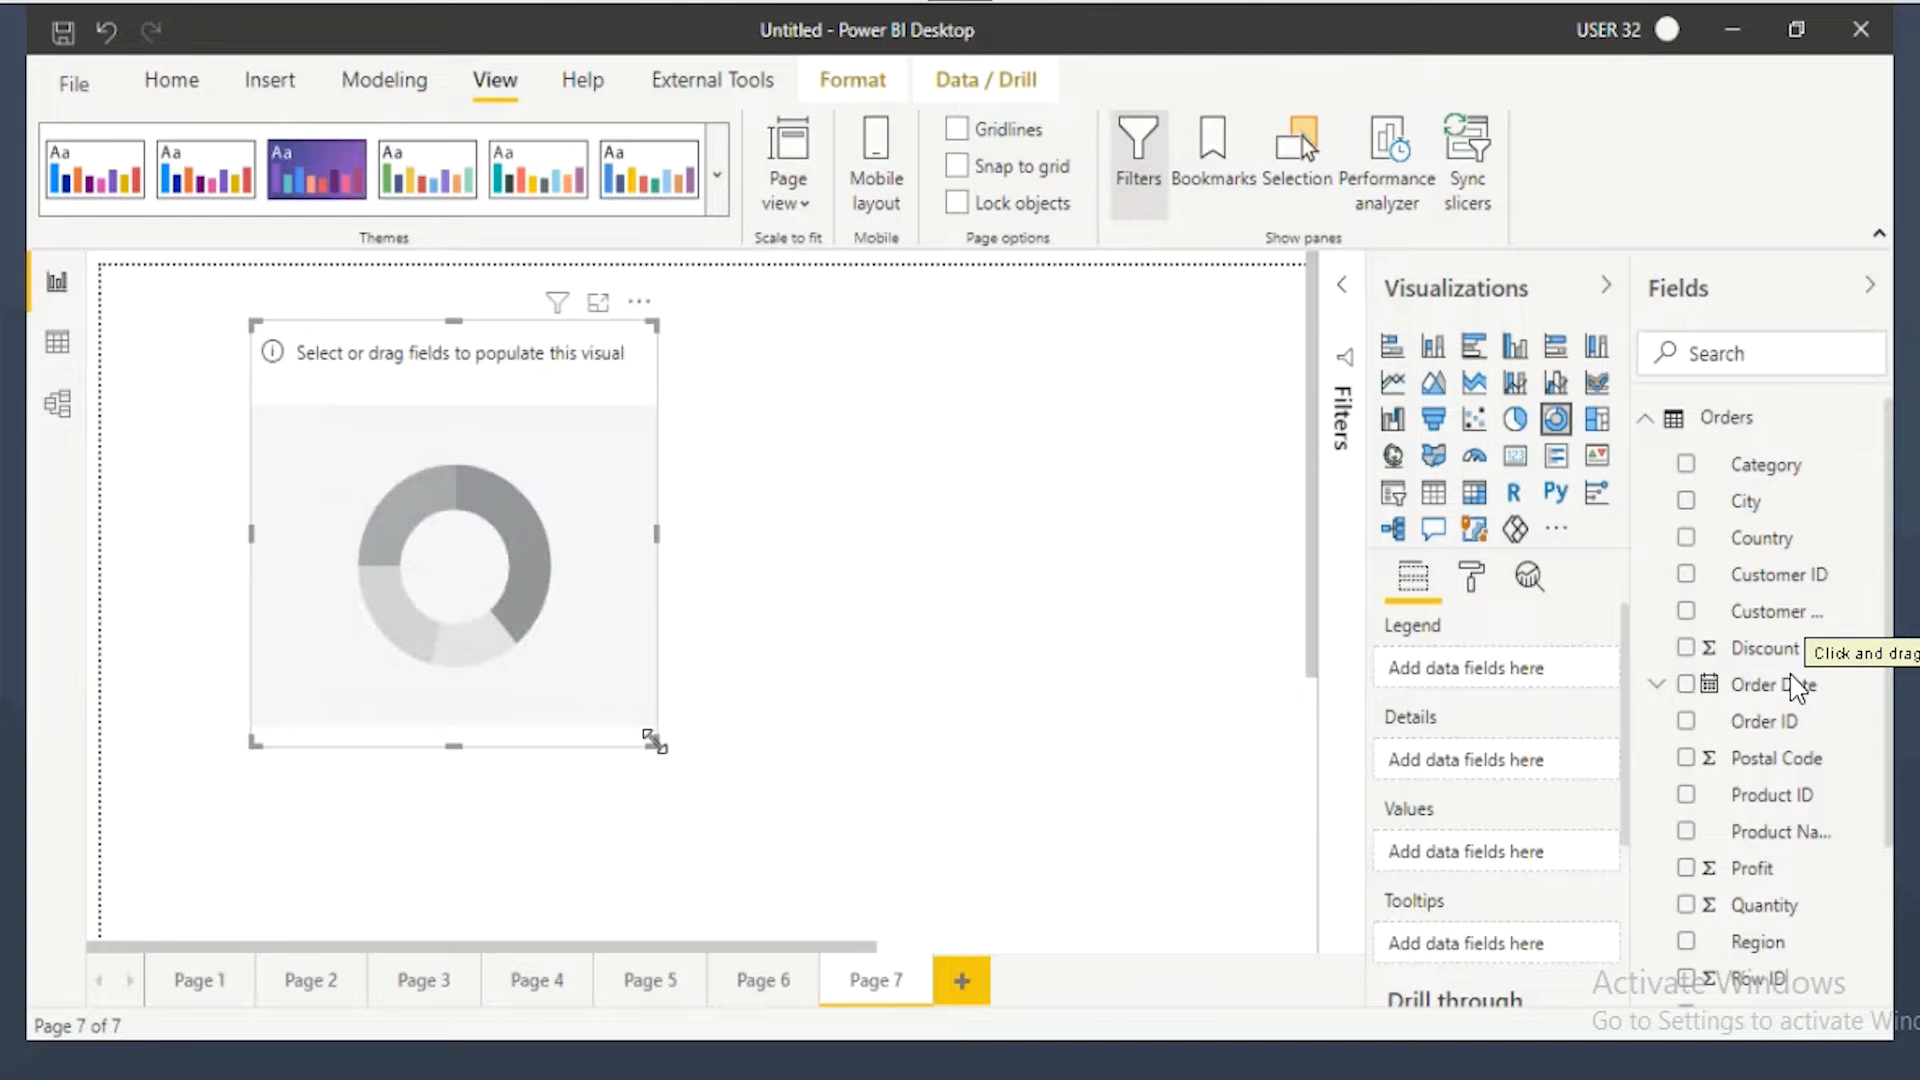 Untitled - Power BI Desktop
USER 32
File
Home
Insert
Modeling
View
Help
External Tools
Format
Data / Drill
Aa
Aa
Aa
Aa
Aa
Aa
Themes
Page
view
Scale to fit
Mobile
layout
Mobile
Gridlines
Snap to grid
Lock objects
Page options
Filters
Bookmarks
Selection
Performance
analyzer
Sync
slicers
Show panes
Select or drag fields to populate this visual
Filters
Visualizations
123
R
Py
Legend
Add data fields here
Details
Add data fields here
Values
Add data fields here
Tooltips
Add data fields here
Drill through
Fields
Search
Orders
Category
City
Country
Customer ID
Customer ...
Σ Discount
Click and drag
Order Date
Order ID
Σ Postal Code
Product ID
Product Na...
Σ Profit
Σ Quantity
Region
Σ Row ID
Activate Windows
Go to Settings to activate Winc
Page 1
Page 2
Page 3
Page 4
Page 5
Page 6
Page 7
+
Page 7 of 7